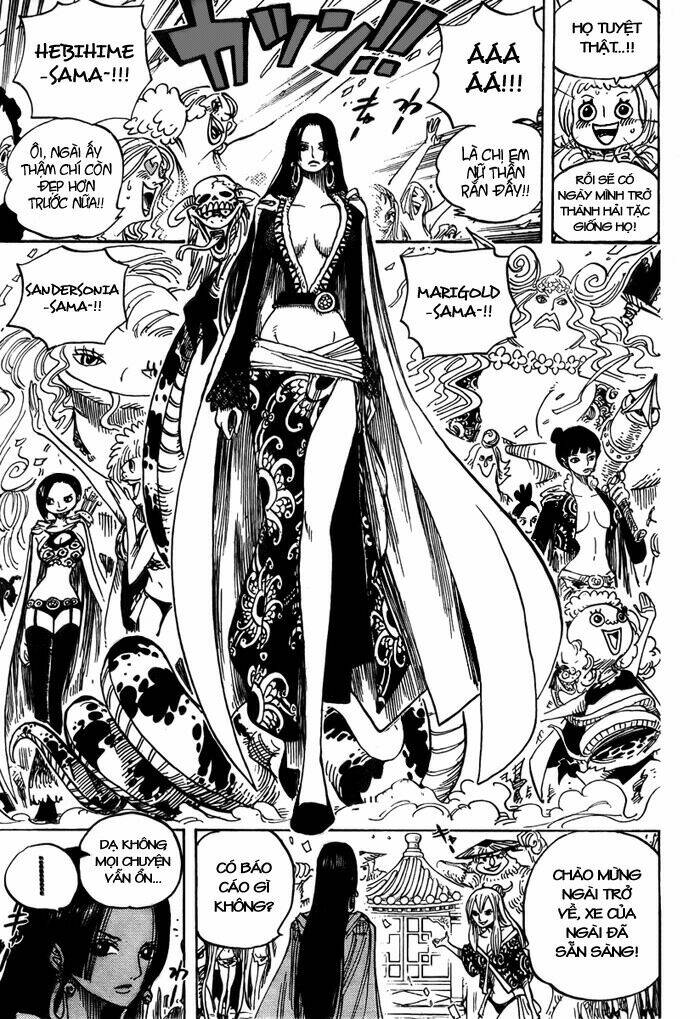 HỌ TUYỆT
THẬT..!!
RỒI SẼ CÓ
NGÀY MÌNH TRỞ
THÀNH HẢI TẶC
GIỐNG HỌ!
ÁÁÁ
Á!!!
LÀ CHỊ EM
NỮ THẦN
RẮN ĐẤY!!
カツン!!
HEBIHIME
-SAMA-!!!
ÔI, NGÀI ẤY
THẬM CHÍ CÒN
ĐẸP HƠN
TRƯỚC NỮA!!
MARIGOLD
-SAMA-!!
SANDERSONIA
-SAMA-!!
CHÀO MỪNG
NGÀI TRỞ
VỀ, XE CỦA
NGÀI ĐÃ
SẴN SÀNG!
CÓ BÁO
CÁO GÌ
KHÔNG?
DẠ KHÔNG
MỌI CHUYỆN
VẪN ỔN...